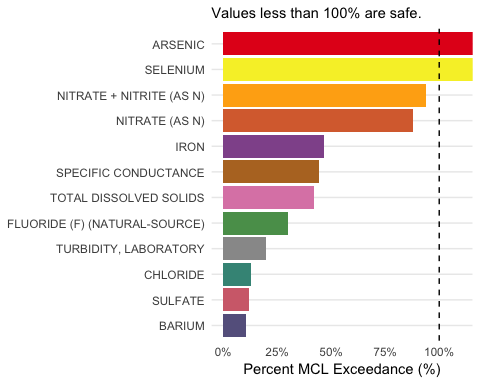 Values less than 100% are safe.
ARSENIC
SELENIUM
NITRATE + NITRITE (AS N)
NITRATE (AS N)
IRON
SPECIFIC CONDUCTANCE
TOTAL DISSOLVED SOLIDS
FLUORIDE (F) (NATURAL-SOURCE)
TURBIDITY, LABORATORY
CHLORIDE
SULFATE
BARIUM
0% 25% 50% 75% 100%
Percent MCL Exceedance (%)